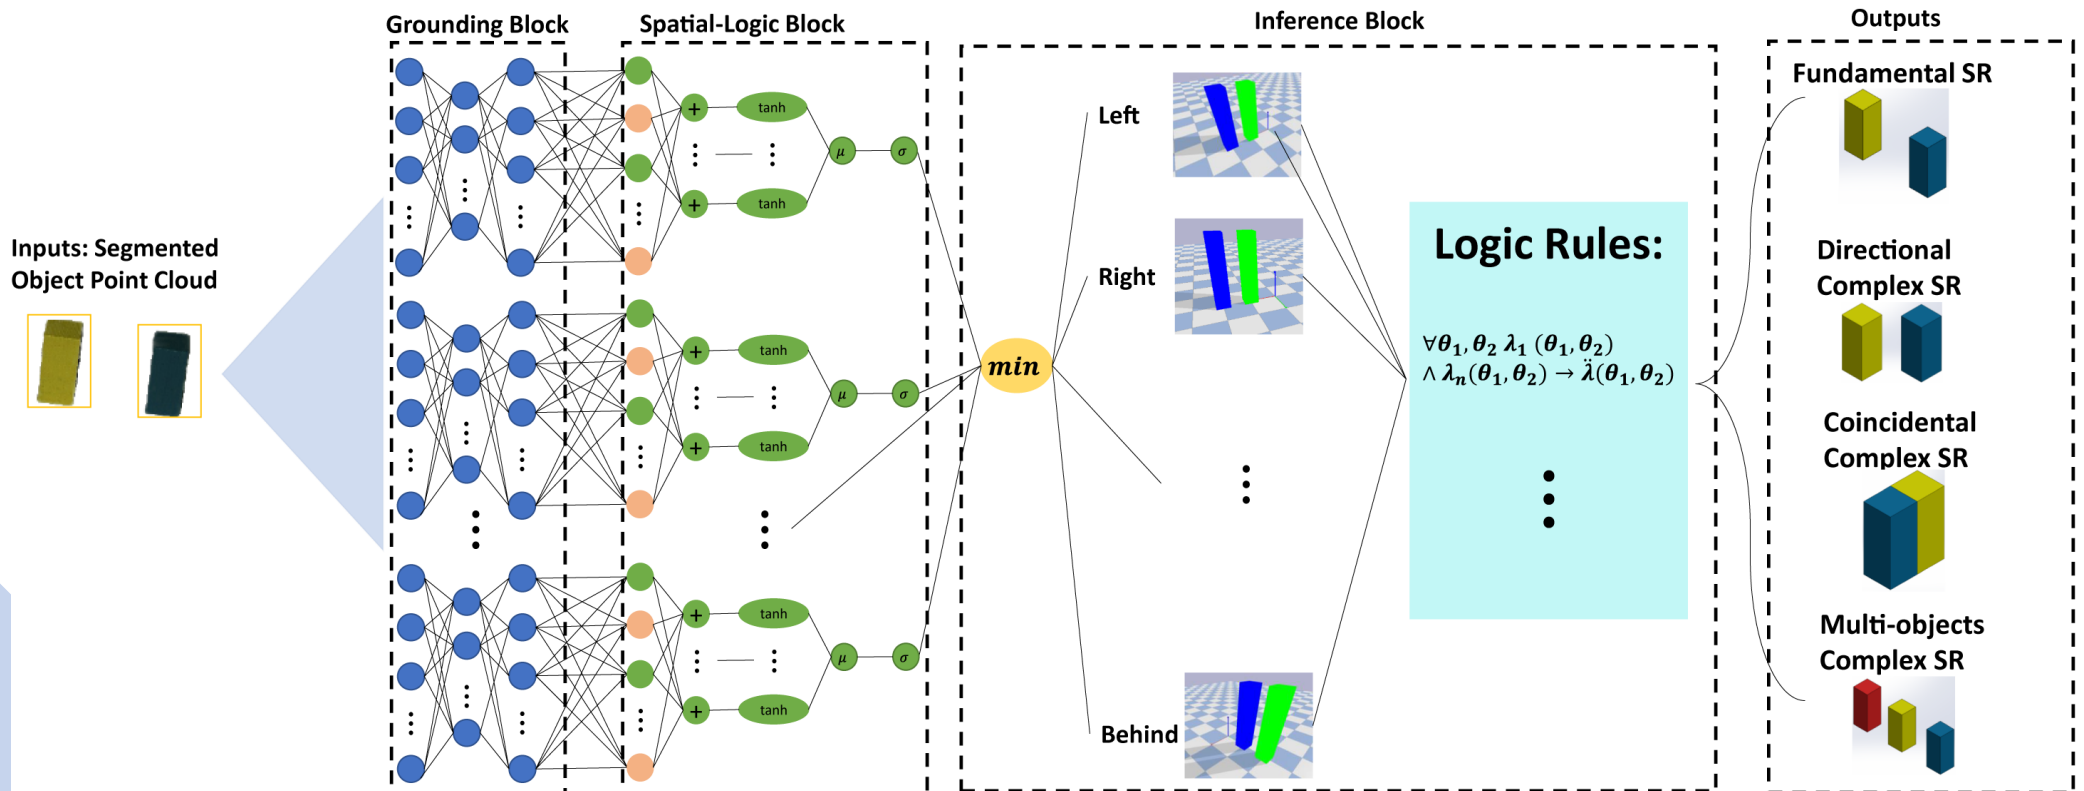 Grounding Block
Spatial-Logic Block
Inference Block
Outputs
Inputs: Segmented
Object Point Cloud
+
tanh
μ
σ
+
tanh
+
tanh
μ
σ
+
tanh
+
tanh
μ
σ
+
tanh
min
Left
Right
Behind
Logic Rules:
∀θ₁, θ₂ λ₁ (θ₁, θ₂)
∧ λₙ(θ₁, θ₂) → λ̈(θ₁, θ₂)
Fundamental SR
Directional
Complex SR
Coincidental
Complex SR
Multi-objects
Complex SR